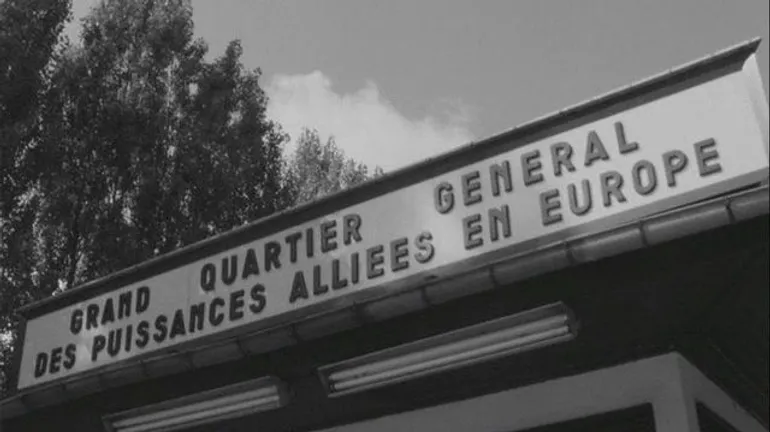 GRAND QUARTIER GENERAL
DES PUISSANCES ALLIEES EN EUROPE